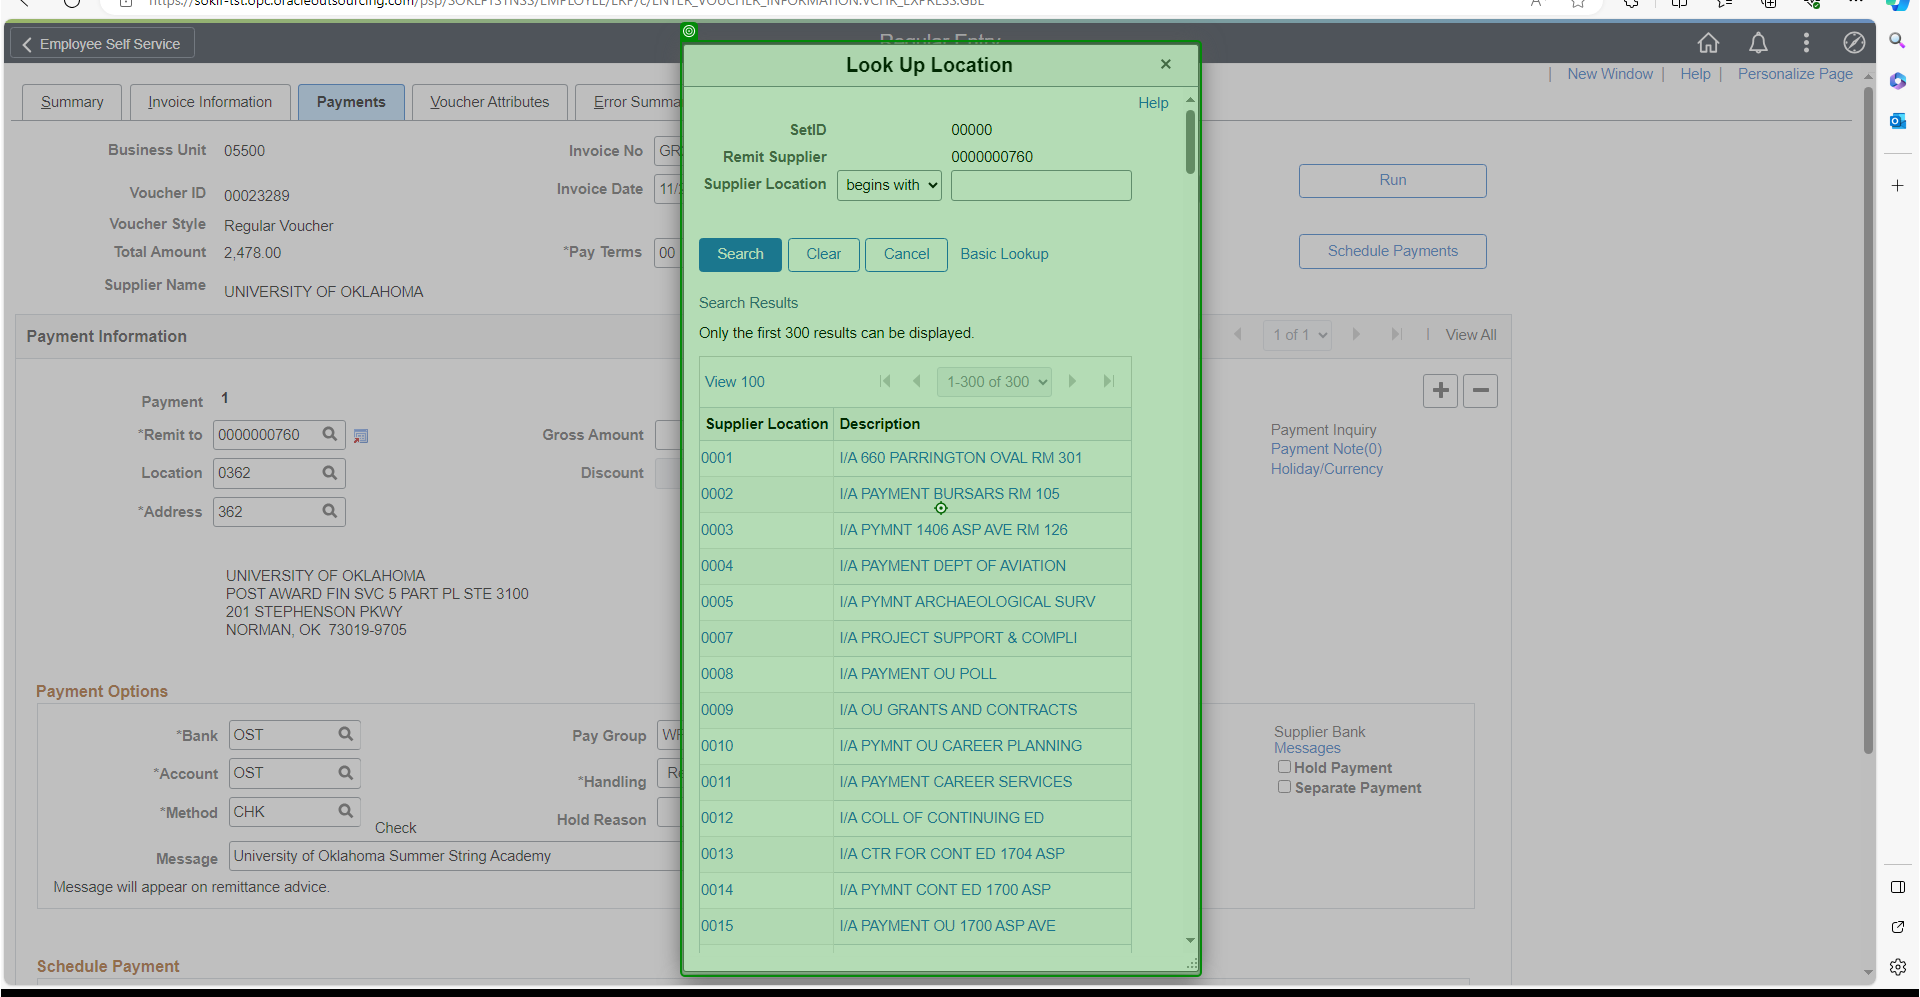 https://sokif-tst.opc.oracleoutsourcing.com/psp/SOKLFTSTNSS/EMPLOYEE/ERP/c/ENTER_VOUCHER_INFORMATION.VCHR_EXPRESS.GBL
Employee Self Service
Regular Entry
New Window | Help | Personalize Page
Summary
Invoice Information
Payments
Voucher Attributes
Error Summa
Business Unit 05500
Invoice No GR
Voucher ID 00023289
Invoice Date 11/
Voucher Style Regular Voucher
Total Amount 2,478.00
*Pay Terms 00
Supplier Name UNIVERSITY OF OKLAHOMA
Run
Schedule Payments
Payment Information
1 of 1
View All
Payment 1
*Remit to 0000000760
Gross Amount
Location 0362
Discount
*Address 362
Payment Inquiry
Payment Note(0)
Holiday/Currency
UNIVERSITY OF OKLAHOMA
POST AWARD FIN SVC 5 PART PL STE 3100
201 STEPHENSON PKWY
NORMAN, OK 73019-9705
Payment Options
*Bank OST
Pay Group
*Account OST
*Handling Re
*Method CHK
Check
Hold Reason
Message University of Oklahoma Summer String Academy
Message will appear on remittance advice.
Supplier Bank
Messages
Hold Payment
Separate Payment
Schedule Payment
Look Up Location
×
Help
SetID 00000
Remit Supplier 0000000760
Supplier Location begins with
Search
Clear
Cancel
Basic Lookup
Search Results
Only the first 300 results can be displayed.
View 100
1-300 of 300
Supplier Location Description
0001 I/A 660 PARRINGTON OVAL RM 301
0002 I/A PAYMENT BURSARS RM 105
0003 I/A PYMNT 1406 ASP AVE RM 126
0004 I/A PAYMENT DEPT OF AVIATION
0005 I/A PYMNT ARCHAEOLOGICAL SURV
0007 I/A PROJECT SUPPORT & COMPLI
0008 I/A PAYMENT OU POLL
0009 I/A OU GRANTS AND CONTRACTS
0010 I/A PYMNT OU CAREER PLANNING
0011 I/A PAYMENT CAREER SERVICES
0012 I/A COLL OF CONTINUING ED
0013 I/A CTR FOR CONT ED 1704 ASP
0014 I/A PYMNT CONT ED 1700 ASP
0015 I/A PAYMENT OU 1700 ASP AVE